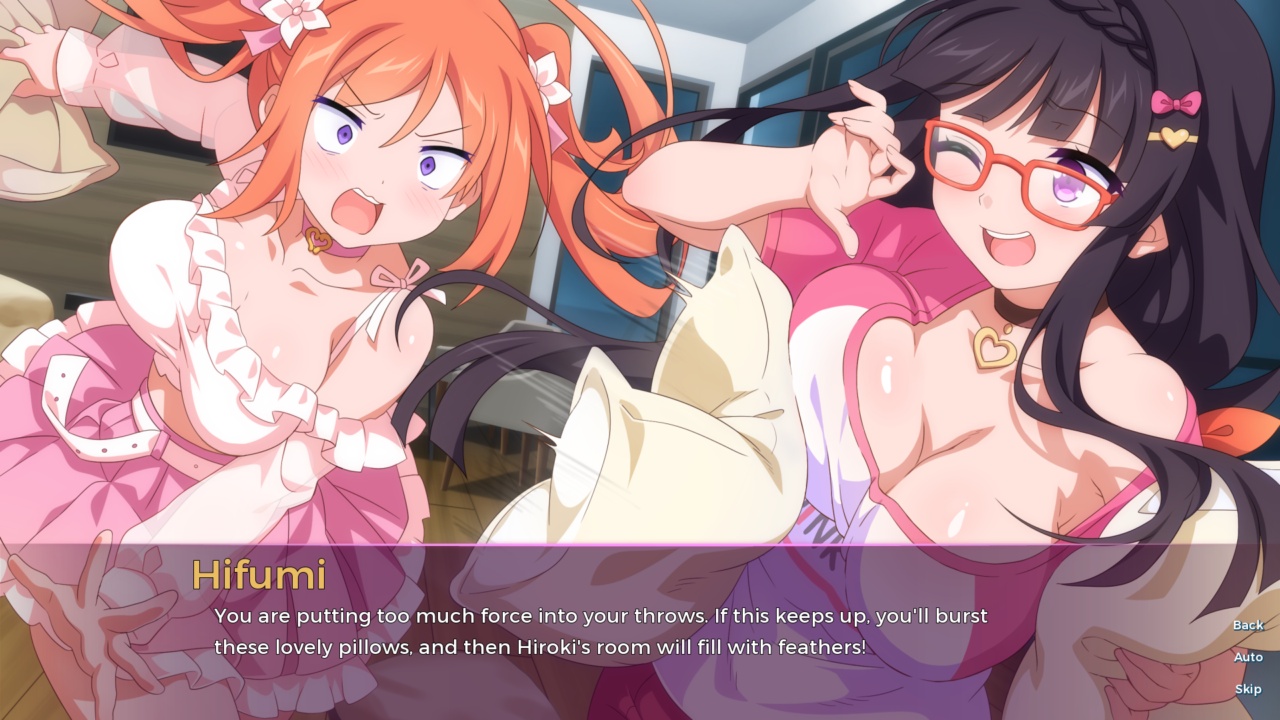 Hifumi
You are putting too much force into your throws. If this keeps up, you'll burst
these lovely pillows, and then Hiroki's room will fill with feathers!
Back
Auto
Skip